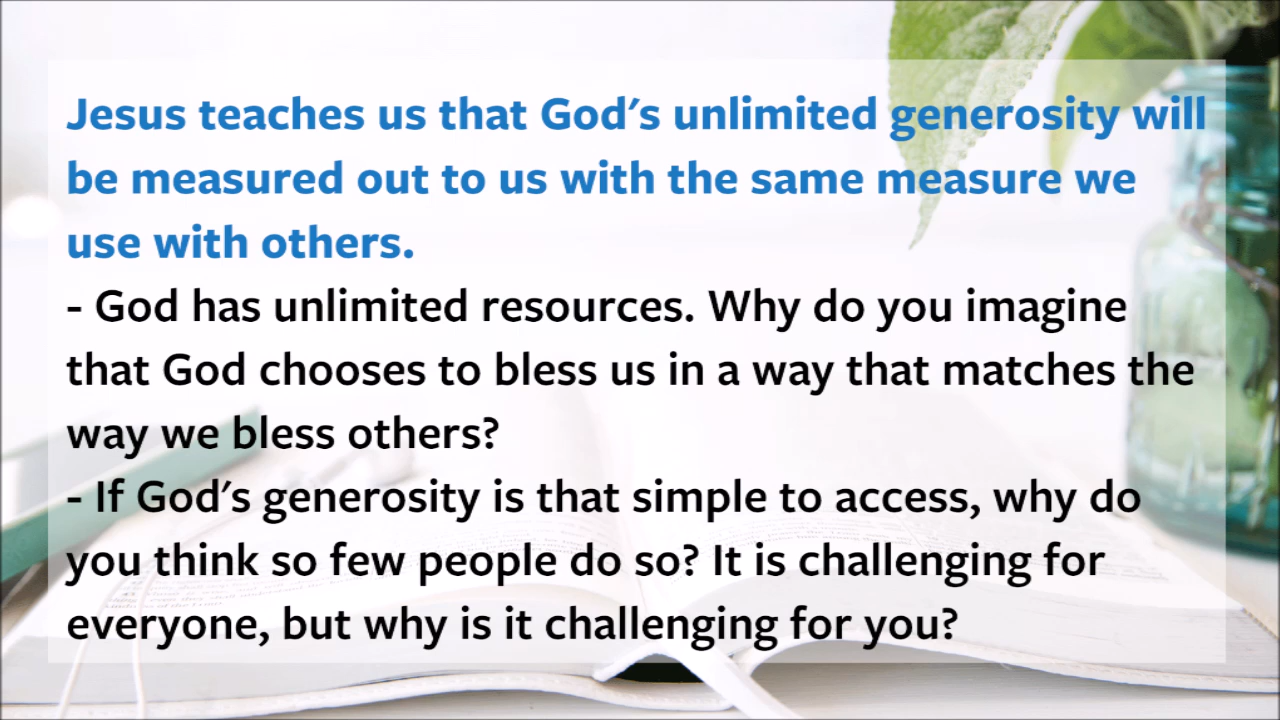 Jesus teaches us that God's unlimited generosity will
be measured out to us with the same measure we
use with others.
- God has unlimited resources. Why do you imagine
that God chooses to bless us in a way that matches the
way we bless others?
- If God's generosity is that simple to access, why do
you think so few people do so? It is challenging for
everyone, but why is it challenging for you?